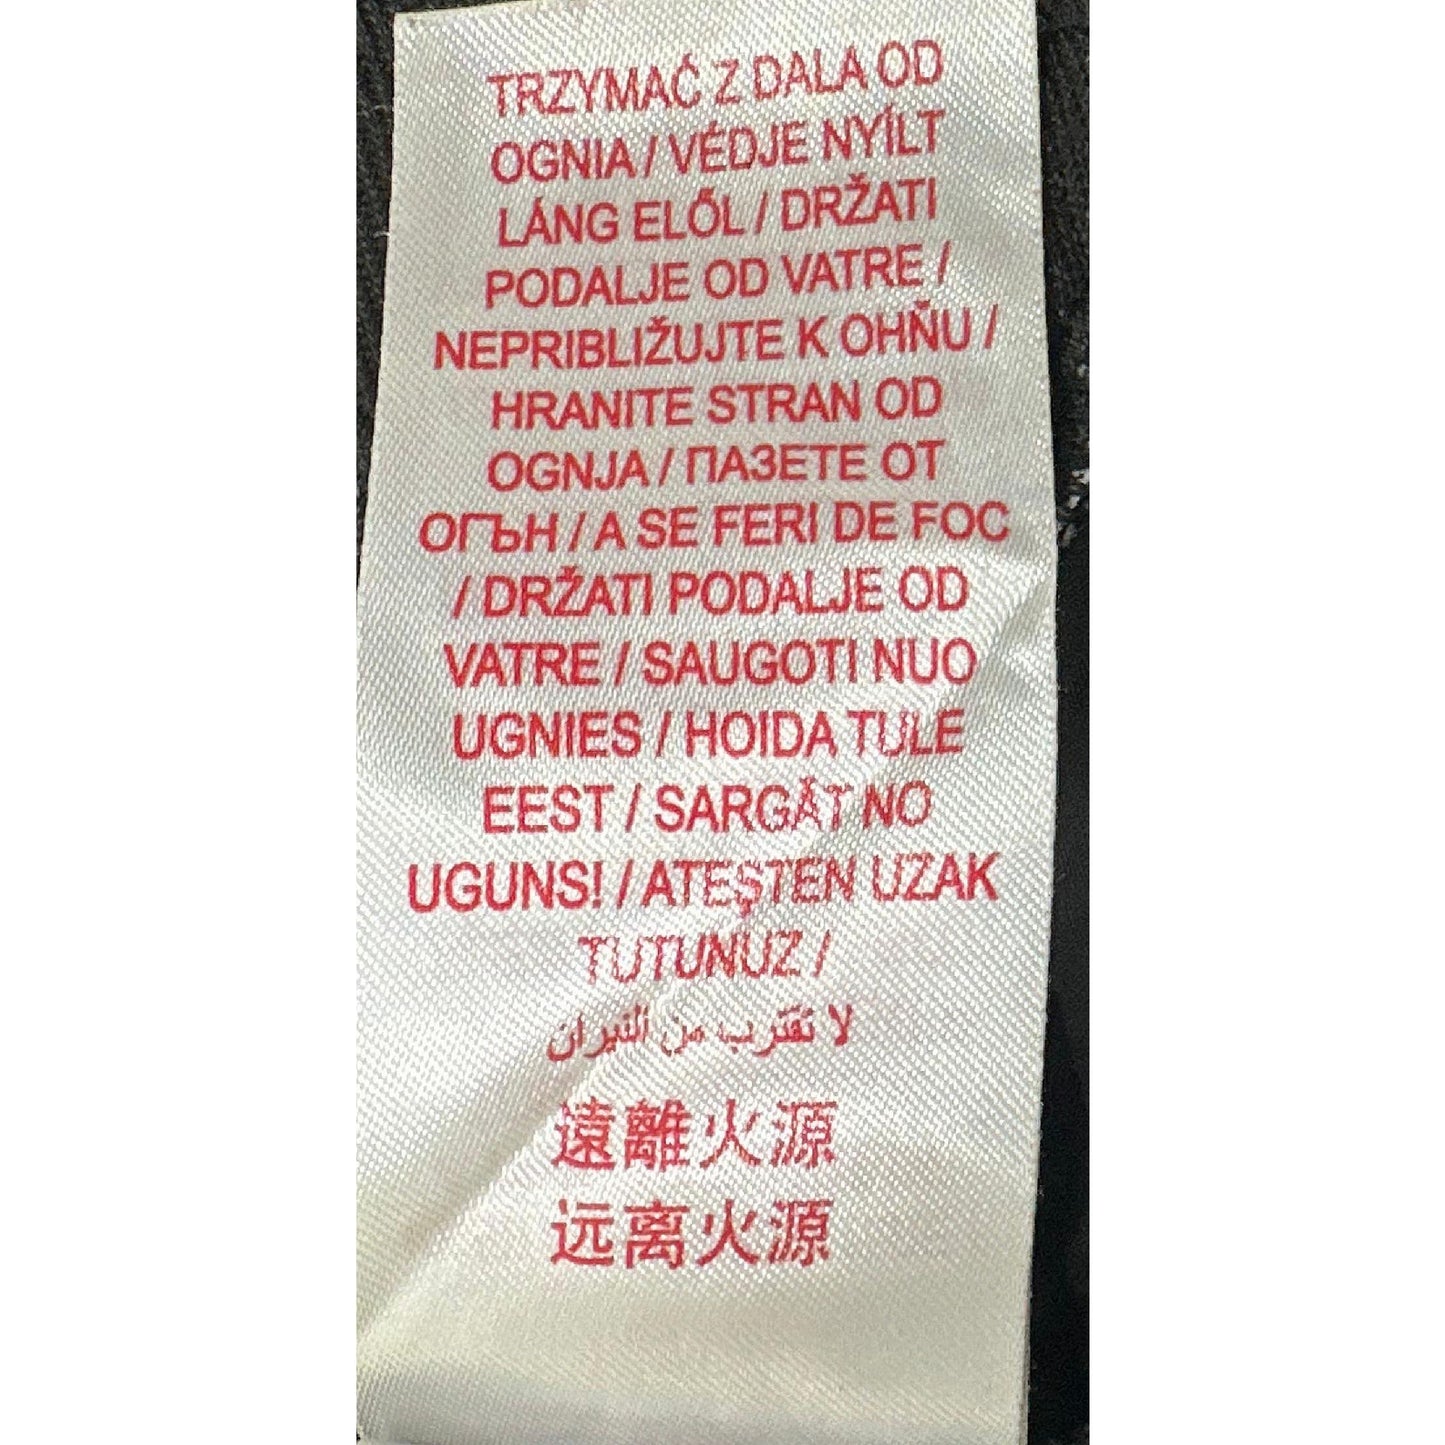 TRZYMAĆ Z DALA OD
OGNIA / VÉDJE NYÍLT
LÁNG ELŐL / DRŽATI
PODALJE OD VATRE /
NEPRIBLIŽUJTE K OHŇU /
HRANITE STRAN OD
OGNJA / ПАЗЕТЕ ОТ
ОГЪН / A SE FERI DE FOC
/ DRŽATI PODALJE OD
VATRE / SAUGOTI NUO
UGNIES / HOIDA TULE
EEST / SARGĀT NO
UGUNS! / ATEŞTEN UZAK
TUTUNUZ /
لا تقترب من النيران
遠離火源
远离火源